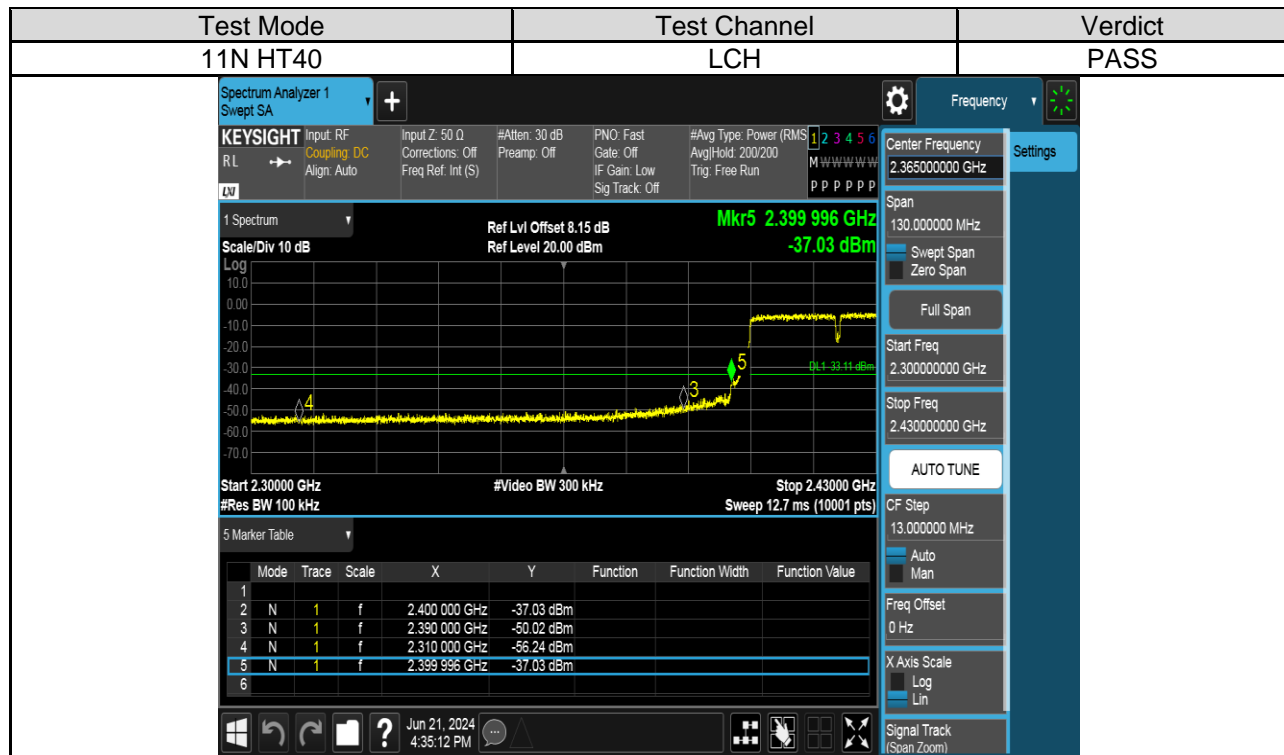 Test Mode Test Channel Verdict
11N HT40 LCH PASS
Spectrum Analyzer 1
Swept SA
+
Frequency
KEYSIGHT Input: RF Input Z: 50 Ω #Atten: 30 dB PNO: Fast #Avg Type: Power (RMS 1 2 3 4 5 6
RL Coupling: DC Corrections: Off Preamp: Off Gate: Off Avg|Hold: 200/200 M W W W W W
Align: Auto Freq Ref: Int (S) IF Gain: Low Trig: Free Run
LXI Sig Track: Off P P P P P P
1 Spectrum Ref Lvl Offset 8.15 dB Mkr5 2.399 996 GHz
Scale/Div 10 dB Ref Level 20.00 dBm -37.03 dBm
Log
10.0
0.00
-10.0
-20.0
-30.0
-40.0
-50.0
-60.0
-70.0
DL1 -33.11 dBm
5
3
4
Start 2.30000 GHz #Video BW 300 kHz Stop 2.43000 GHz
#Res BW 100 kHz Sweep 12.7 ms (10001 pts)
5 Marker Table
Mode Trace Scale X Y Function Function Width Function Value
1
2 N 1 f 2.400 000 GHz -37.03 dBm
3 N 1 f 2.390 000 GHz -50.02 dBm
4 N 1 f 2.310 000 GHz -56.24 dBm
5 N 1 f 2.399 996 GHz -37.03 dBm
6
? Jun 21, 2024
4:35:12 PM
Settings
Center Frequency
2.365000000 GHz
Span
130.000000 MHz
Swept Span
Zero Span
Full Span
Start Freq
2.300000000 GHz
Stop Freq
2.430000000 GHz
AUTO TUNE
CF Step
13.000000 MHz
Auto
Man
Freq Offset
0 Hz
X Axis Scale
Log
Lin
Signal Track
(Span Zoom)